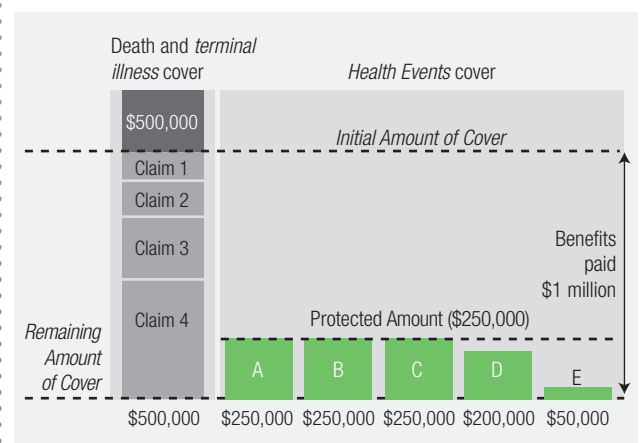 Death and terminal
illness cover
Health Events cover
$500,000
Initial Amount of Cover
Claim 1
Claim 2
Claim 3
Claim 4
Benefits
paid
$1 million
Protected Amount ($250,000)
Remaining
Amount
of Cover
A
B
C
D
E
$500,000
$250,000
$250,000
$250,000
$200,000
$50,000